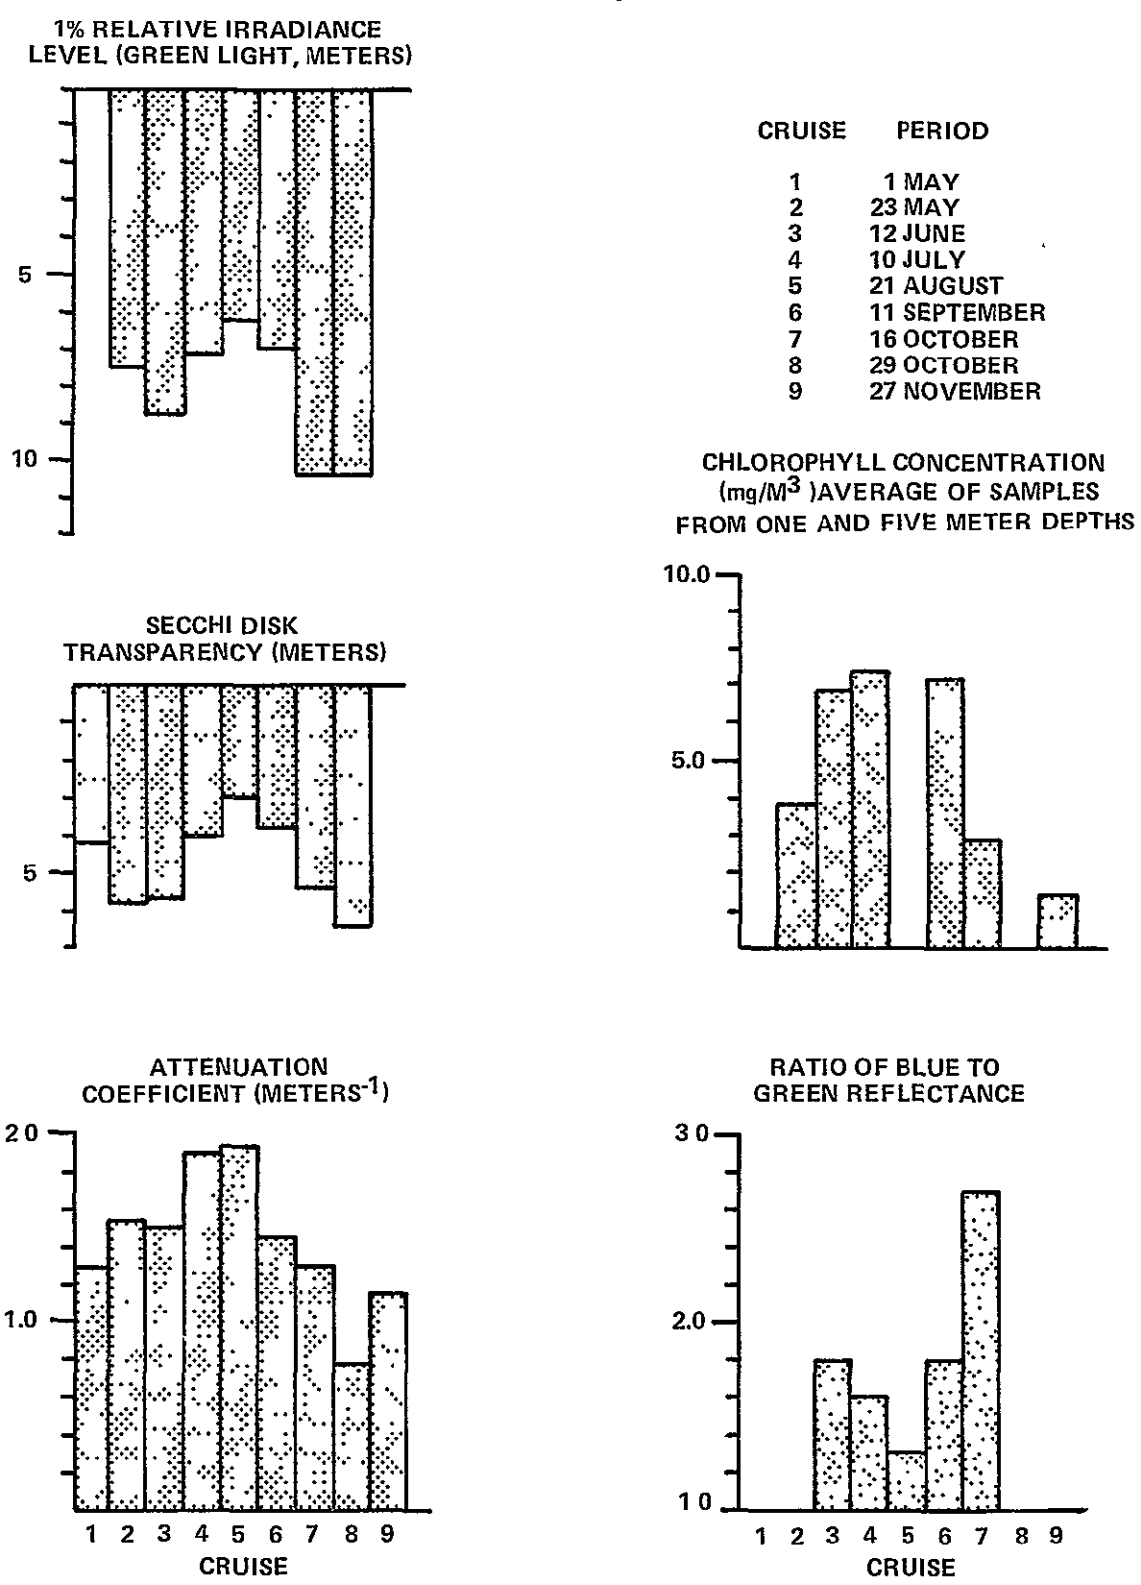 1% RELATIVE IRRADIANCE
LEVEL (GREEN LIGHT, METERS)
5
10
CRUISE PERIOD
1 1 MAY
2 23 MAY
3 12 JUNE
4 10 JULY
5 21 AUGUST
6 11 SEPTEMBER
7 16 OCTOBER
8 29 OCTOBER
9 27 NOVEMBER
SECCHI DISK
TRANSPARENCY (METERS)
5
CHLOROPHYLL CONCENTRATION
(mg/M³ )AVERAGE OF SAMPLES
FROM ONE AND FIVE METER DEPTHS
10.0
5.0
ATTENUATION
COEFFICIENT (METERS⁻¹)
2 0
1.0
1 2 3 4 5 6 7 8 9
CRUISE
RATIO OF BLUE TO
GREEN REFLECTANCE
3 0
2.0
1 0
1 2 3 4 5 6 7 8 9
CRUISE